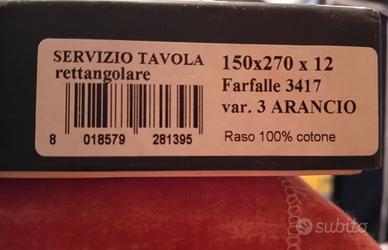 SERVIZIO TAVOLA
rettangolare
150x270 x 12
Farfalle 3417
var. 3 ARANCIO
8 018579 281395
Raso 100% cotone
subito